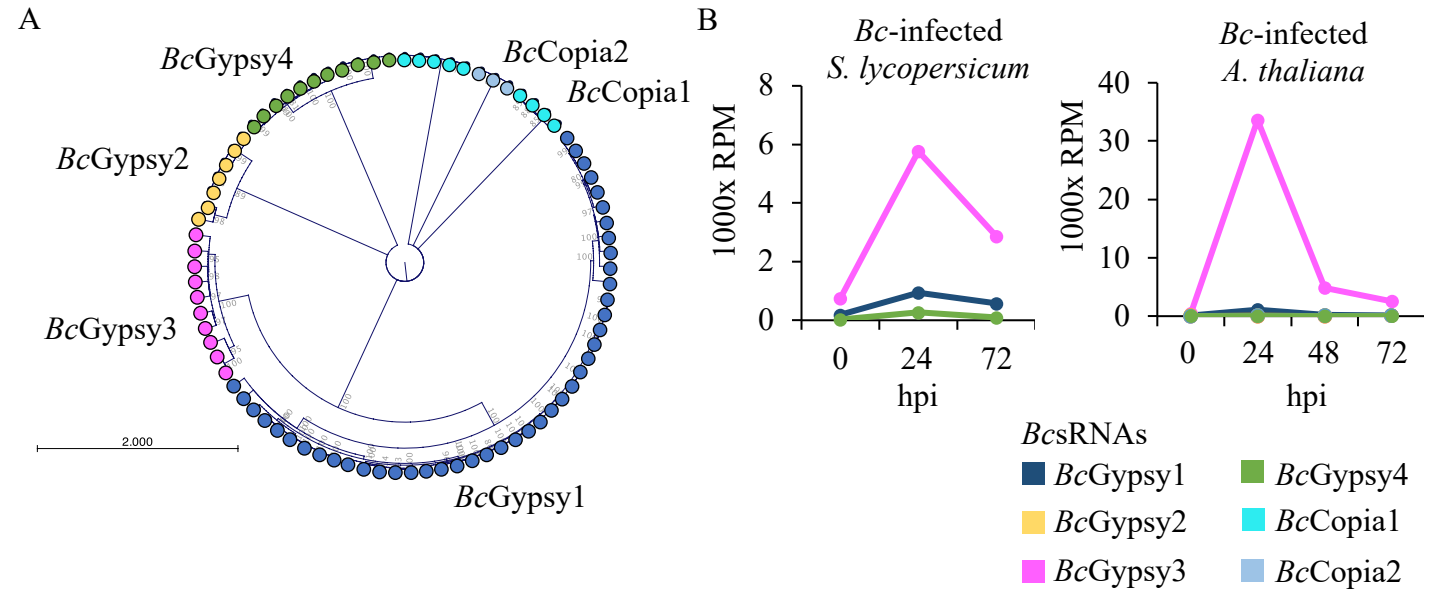 A
BcGypsy4
BcCopia2
BcCopia1
BcGypsy2
BcGypsy3
BcGypsy1
2.000
B
Bc-infected
S. lycopersicum
1000x RPM
8
6
4
2
0
0 24 72
hpi
Bc-infected
A. thaliana
1000x RPM
40
30
20
10
0
0 24 48 72
hpi
BcsRNAs
BcGypsy1
BcGypsy2
BcGypsy3
BcGypsy4
BcCopia1
BcCopia2